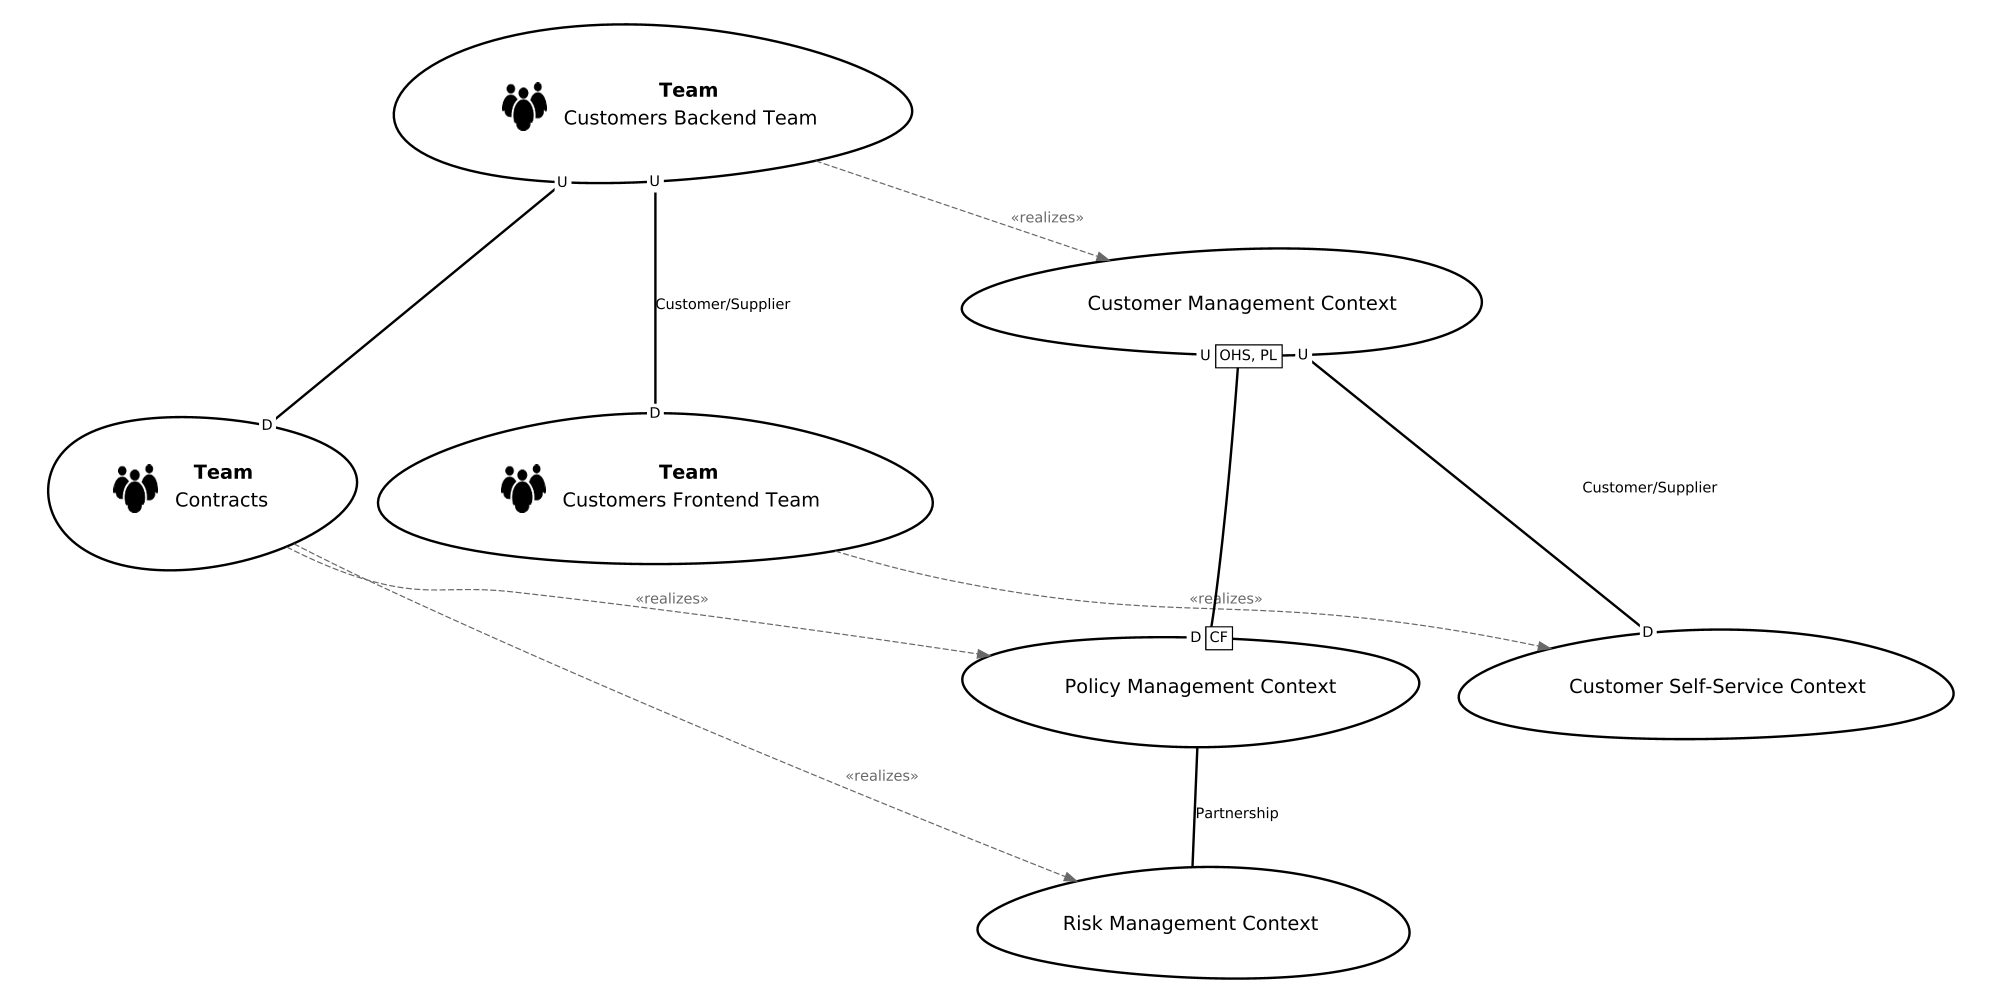 Team
Customers Backend Team
U
U
«realizes»
Customer/Supplier
Customer Management Context
U
OHS, PL
U
D
D
Team
Contracts
Team
Customers Frontend Team
Customer/Supplier
«realizes»
«realizes»
D
CF
D
Policy Management Context
Customer Self-Service Context
«realizes»
Partnership
Risk Management Context